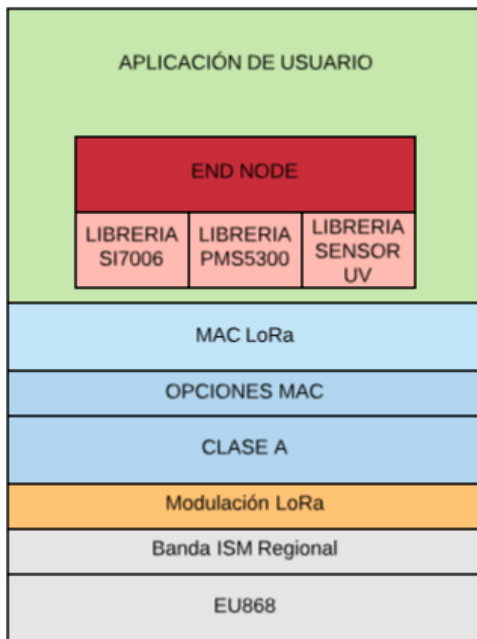 APLICACIÓN DE USUARIO
END NODE
LIBRERIA
SI7006
LIBRERIA
PMS5300
LIBRERIA
SENSOR
UV
MAC LoRa
OPCIONES MAC
CLASE A
Modulación LoRa
Banda ISM Regional
EU868